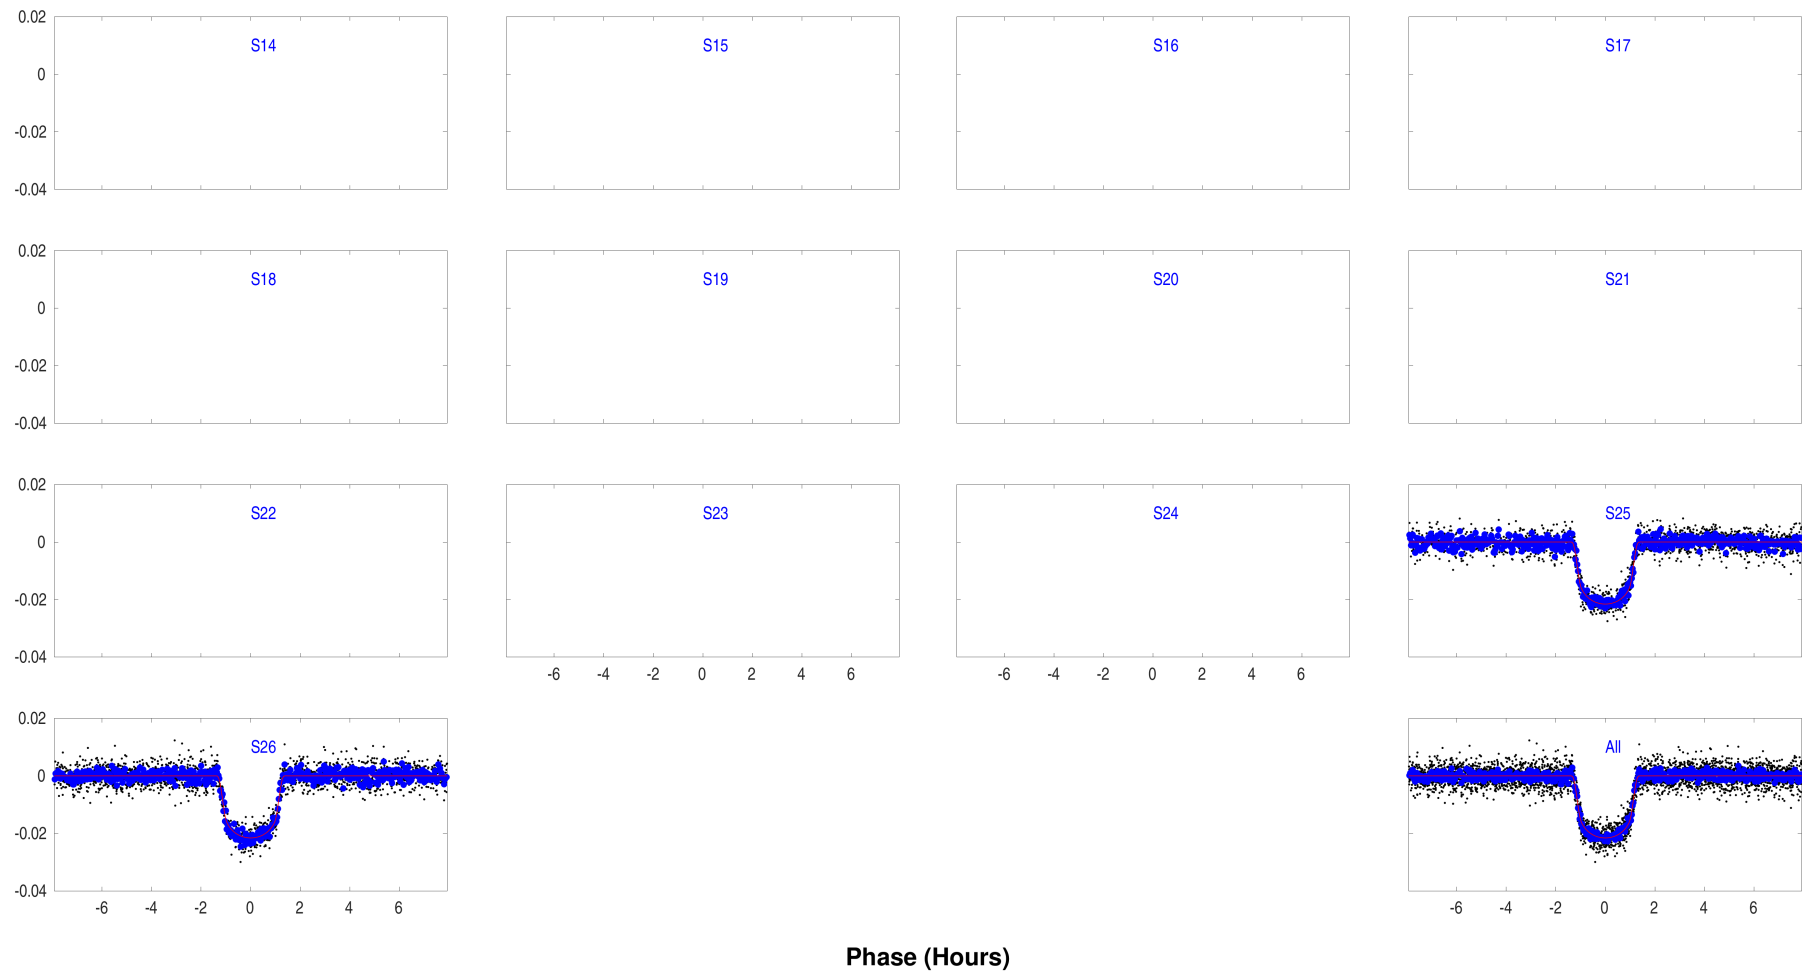 0.02 S14 S15 S16 S17
0
-0.02
-0.04
0.02 S18 S19 S20 S21
0
-0.02
-0.04
0.02 S22 S23 S24 S25
0
-0.02
-0.04
-6 -4 -2 0 2 4 6 -6 -4 -2 0 2 4 6
0.02 S26 All
0
-0.02
-0.04
-6 -4 -2 0 2 4 6 -6 -4 -2 0 2 4 6
Phase (Hours)